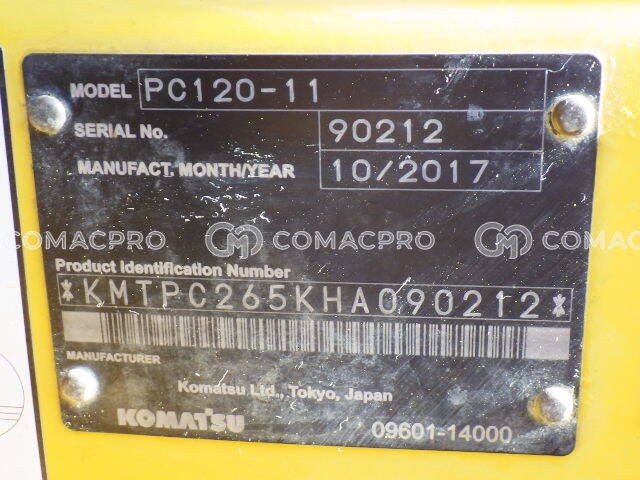 MODEL PC120-11
SERIAL No. 90212
MANUFACT. MONTH/YEAR 10/2017
COMACPRO COMACPRO
Product Identification Number
*KMTPC265KHA090212*
MANUFACTURER
Komatsu Ltd., Tokyo, Japan
KOMATSU 09601-14000